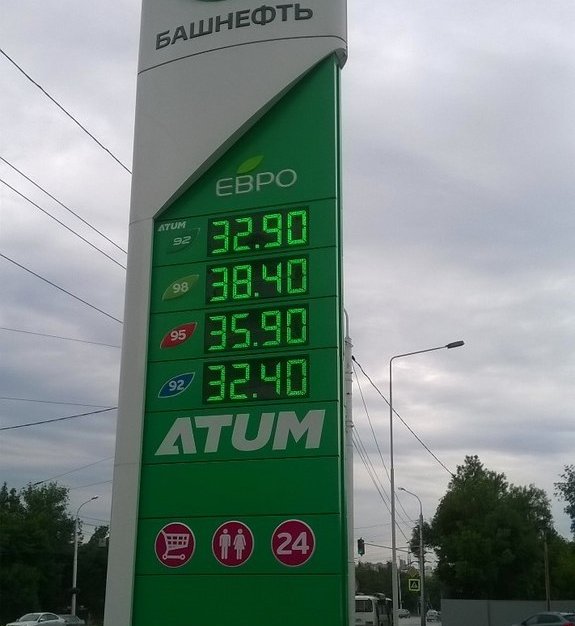 БАШНЕФТЬ
ЕВРО
ATUM
92 32.90
98 38.40
95 35.90
92 32.40
ATUM
24